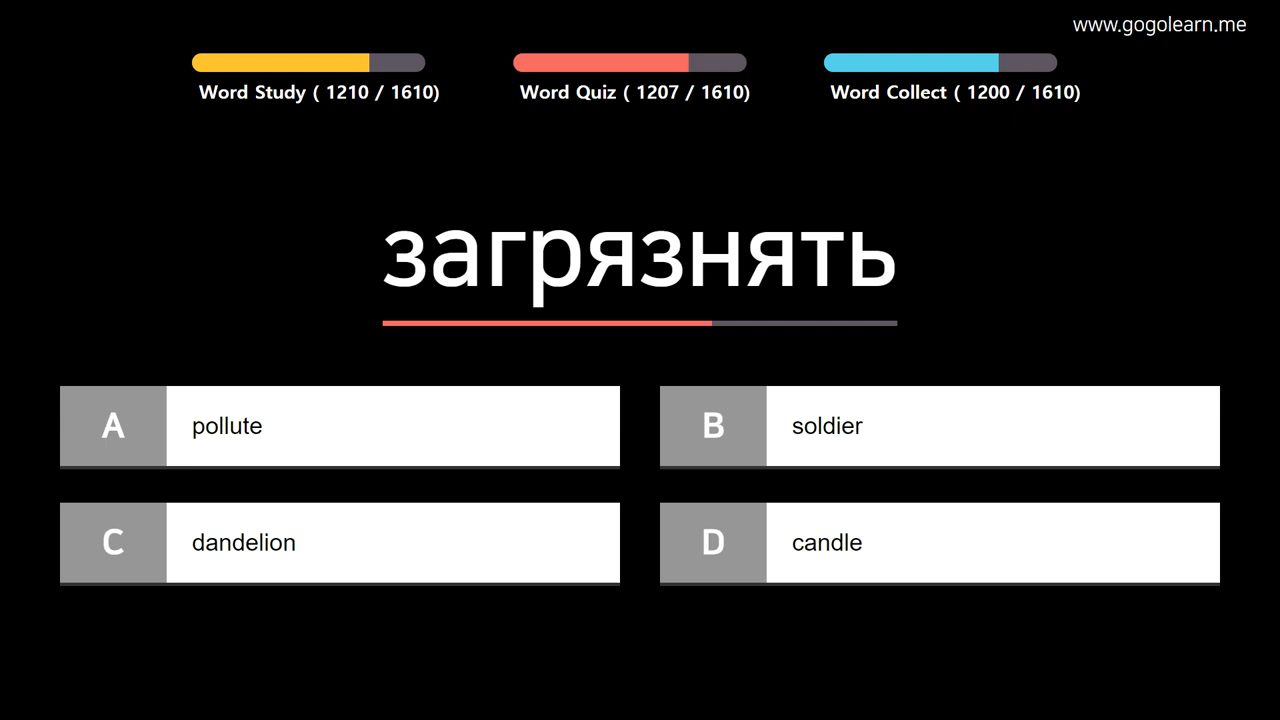 www.gogolearn.me
Word Study ( 1210 / 1610)
Word Quiz ( 1207 / 1610)
Word Collect ( 1200 / 1610)
загрязнять
A pollute
B soldier
C dandelion
D candle